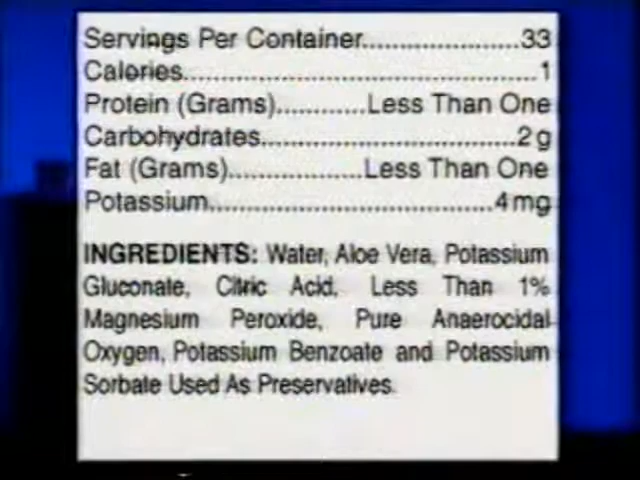 Servings Per Container....................33
Calories.............................................1
Protein (Grams)...........Less Than One
Carbohydrates.................................2 g
Fat (Grams).................Less Than One
Potassium.....................................4 mg
INGREDIENTS: Water, Aloe Vera, Potassium
Gluconate, Citric Acid, Less Than 1%
Magnesium Peroxide, Pure Anaerocidal
Oxygen, Potassium Benzoate and Potassium
Sorbate Used As Preservatives.